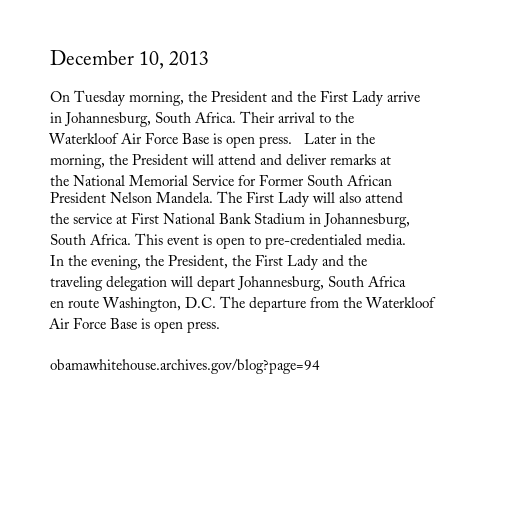 December 10, 2013
On Tuesday morning, the President and the First Lady arrive
in Johannesburg, South Africa. Their arrival to the
Waterkloof Air Force Base is open press.   Later in the
morning, the President will attend and deliver remarks at
the National Memorial Service for Former South African
President Nelson Mandela. The First Lady will also attend
the service at First National Bank Stadium in Johannesburg,
South Africa. This event is open to pre-credentialed media.
In the evening, the President, the First Lady and the
traveling delegation will depart Johannesburg, South Africa
en route Washington, D.C. The departure from the Waterkloof
Air Force Base is open press.
obamawhitehouse.archives.gov/blog?page=94